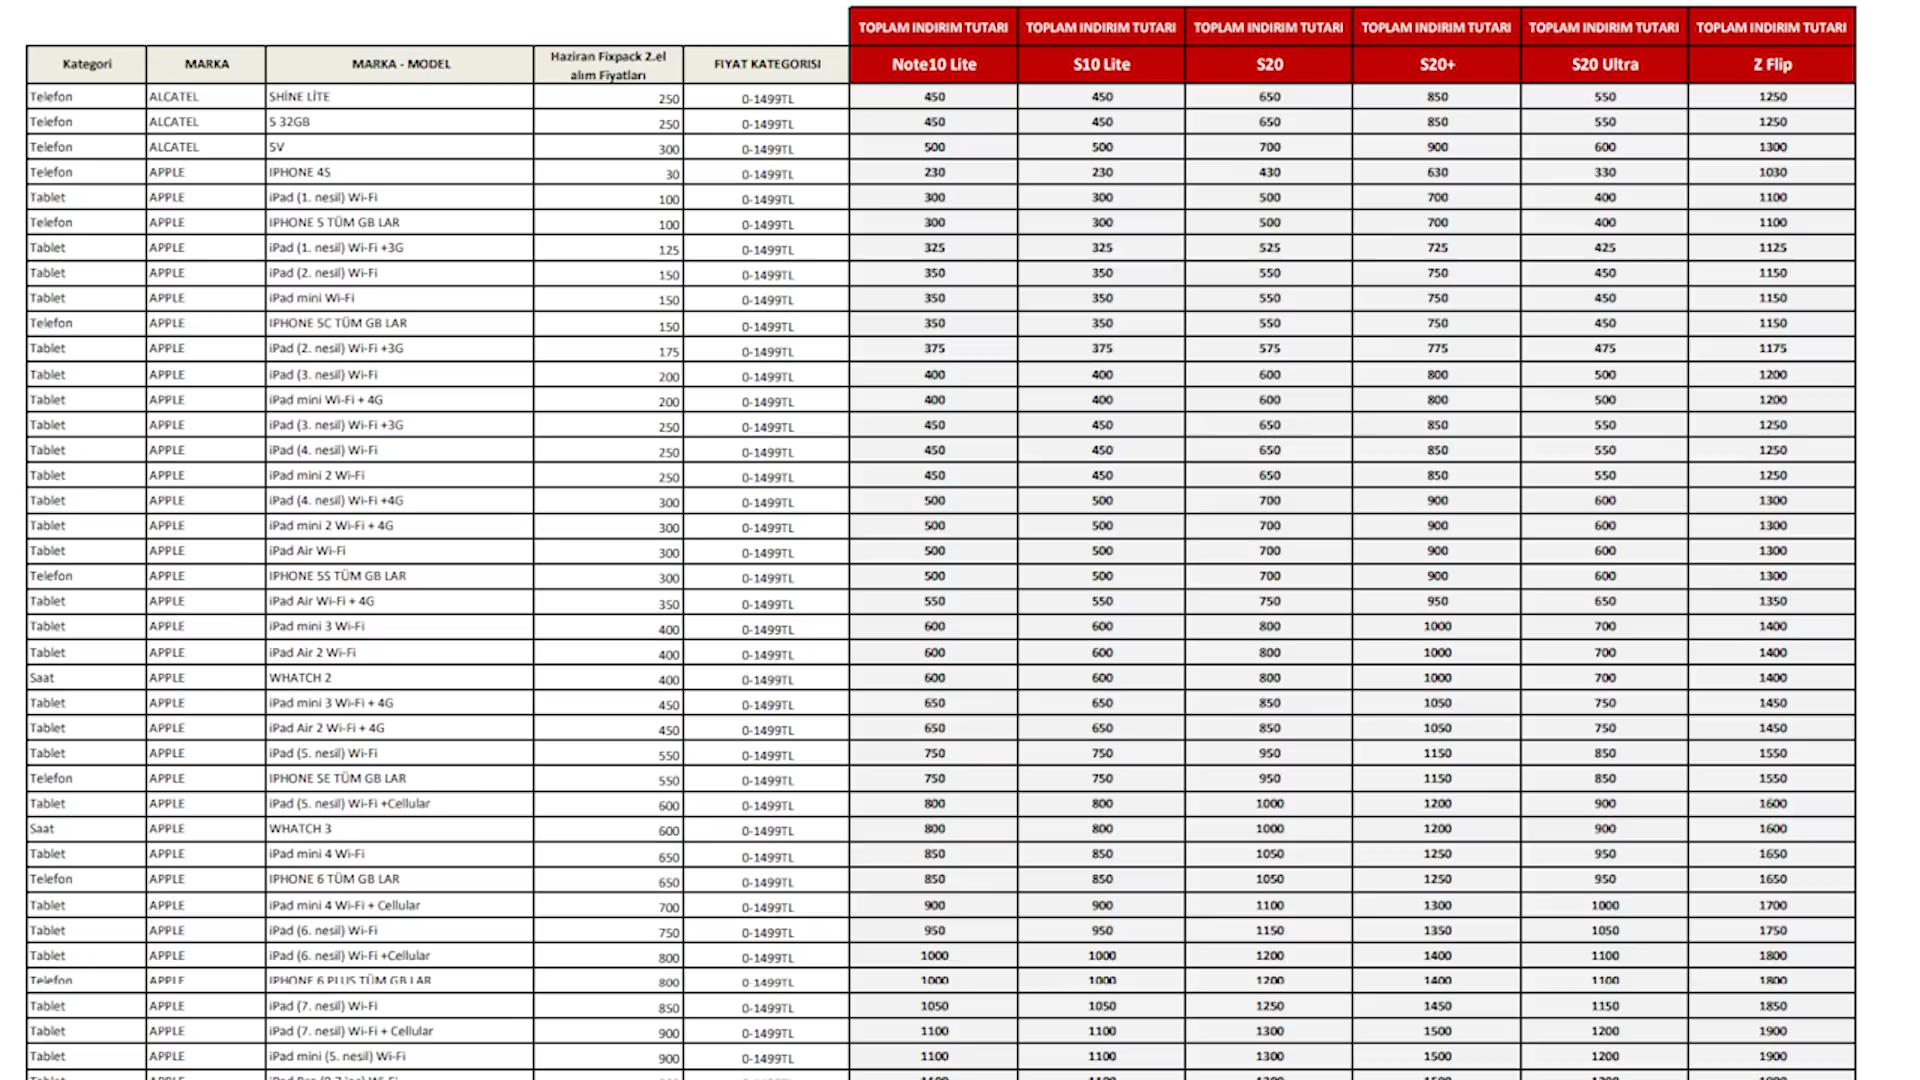 TOPLAM INDIRIM TUTARI TOPLAM INDIRIM TUTARI TOPLAM INDIRIM TUTARI TOPLAM INDIRIM TUTARI TOPLAM INDIRIM TUTARI TOPLAM INDIRIM TUTARI
Kategori MARKA MARKA - MODEL Haziran Fixpack 2.el alım Fiyatları FIYAT KATEGORISI Note10 Lite S10 Lite S20 S20+ S20 Ultra Z Flip
Telefon ALCATEL SHİNE LİTE 250 0-1499TL 450 450 650 850 550 1250
Telefon ALCATEL 5 32GB 250 0-1499TL 450 450 650 850 550 1250
Telefon ALCATEL 5V 300 0-1499TL 500 500 700 900 600 1300
Telefon APPLE IPHONE 4S 30 0-1499TL 230 230 430 630 330 1030
Tablet APPLE iPad (1. nesil) Wi-Fi 100 0-1499TL 300 300 500 700 400 1100
Telefon APPLE IPHONE 5 TÜM GB LAR 100 0-1499TL 300 300 500 700 400 1100
Tablet APPLE iPad (1. nesil) Wi-Fi +3G 125 0-1499TL 325 325 525 725 425 1125
Tablet APPLE iPad (2. nesil) Wi-Fi 150 0-1499TL 350 350 550 750 450 1150
Tablet APPLE iPad mini Wi-Fi 150 0-1499TL 350 350 550 750 450 1150
Telefon APPLE IPHONE 5C TÜM GB LAR 150 0-1499TL 350 350 550 750 450 1150
Tablet APPLE iPad (2. nesil) Wi-Fi +3G 175 0-1499TL 375 375 575 775 475 1175
Tablet APPLE iPad (3. nesil) Wi-Fi 200 0-1499TL 400 400 600 800 500 1200
Tablet APPLE iPad mini Wi-Fi + 4G 200 0-1499TL 400 400 600 800 500 1200
Tablet APPLE iPad (3. nesil) Wi-Fi +3G 250 0-1499TL 450 450 650 850 550 1250
Tablet APPLE iPad (4. nesil) Wi-Fi 250 0-1499TL 450 450 650 850 550 1250
Tablet APPLE iPad mini 2 Wi-Fi 250 0-1499TL 450 450 650 850 550 1250
Tablet APPLE iPad (4. nesil) Wi-Fi +4G 300 0-1499TL 500 500 700 900 600 1300
Tablet APPLE iPad mini 2 Wi-Fi + 4G 300 0-1499TL 500 500 700 900 600 1300
Tablet APPLE iPad Air Wi-Fi 300 0-1499TL 500 500 700 900 600 1300
Telefon APPLE IPHONE 5S TÜM GB LAR 300 0-1499TL 500 500 700 900 600 1300
Tablet APPLE iPad Air Wi-Fi + 4G 350 0-1499TL 550 550 750 950 650 1350
Tablet APPLE iPad mini 3 Wi-Fi 400 0-1499TL 600 600 800 1000 700 1400
Tablet APPLE iPad Air 2 Wi-Fi 400 0-1499TL 600 600 800 1000 700 1400
Saat APPLE WHATCH 2 400 0-1499TL 600 600 800 1000 700 1400
Tablet APPLE iPad mini 3 Wi-Fi + 4G 450 0-1499TL 650 650 850 1050 750 1450
Tablet APPLE iPad Air 2 Wi-Fi + 4G 450 0-1499TL 650 650 850 1050 750 1450
Tablet APPLE iPad (5. nesil) Wi-Fi 550 0-1499TL 750 750 950 1150 850 1550
Telefon APPLE IPHONE SE TÜM GB LAR 550 0-1499TL 750 750 950 1150 850 1550
Tablet APPLE iPad (5. nesil) Wi-Fi +Cellular 600 0-1499TL 800 800 1000 1200 900 1600
Saat APPLE WHATCH 3 600 0-1499TL 800 800 1000 1200 900 1600
Tablet APPLE iPad mini 4 Wi-Fi 650 0-1499TL 850 850 1050 1250 950 1650
Telefon APPLE IPHONE 6 TÜM GB LAR 650 0-1499TL 850 850 1050 1250 950 1650
Tablet APPLE iPad mini 4 Wi-Fi + Cellular 700 0-1499TL 900 900 1100 1300 1000 1700
Tablet APPLE iPad (6. nesil) Wi-Fi 750 0-1499TL 950 950 1150 1350 1050 1750
Tablet APPLE iPad (6. nesil) Wi-Fi +Cellular 800 0-1499TL 1000 1000 1200 1400 1100 1800
Telefon APPLE IPHONE 6 PLUS TÜM GB LAR 800 0-1499TL 1000 1000 1200 1400 1100 1800
Tablet APPLE iPad (7. nesil) Wi-Fi 850 0-1499TL 1050 1050 1250 1450 1150 1850
Tablet APPLE iPad (7. nesil) Wi-Fi + Cellular 900 0-1499TL 1100 1100 1300 1500 1200 1900
Tablet APPLE iPad mini (5. nesil) Wi-Fi 900 0-1499TL 1100 1100 1300 1500 1200 1900